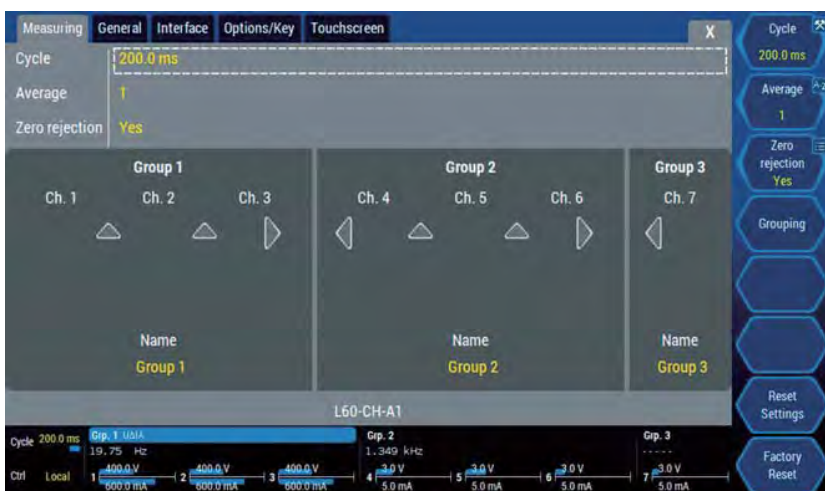 Measuring General Interface Options/Key Touchscreen X
Cycle 200.0 ms
Average 1
Zero rejection Yes
Group 1 Group 2 Group 3
Ch. 1 Ch. 2 Ch. 3 Ch. 4 Ch. 5 Ch. 6 Ch. 7
Name Name Name
Group 1 Group 2 Group 3
L60-CH-A1
Cycle 200.0 ms Grp. 1 UΔIΛ Grp. 2 Grp. 3
19.75 Hz 1.349 kHz -----
Ctrl Local 1 400.0 V 2 400.0 V 3 400.0 V 4 3.0 V 5 3.0 V 6 3.0 V 7 3.0 V
600.0 mA 600.0 mA 600.0 mA 5.0 mA 5.0 mA 5.0 mA 5.0 mA
Cycle
200.0 ms
Average
1
Zero
rejection
Yes
Grouping
Reset
Settings
Factory
Reset